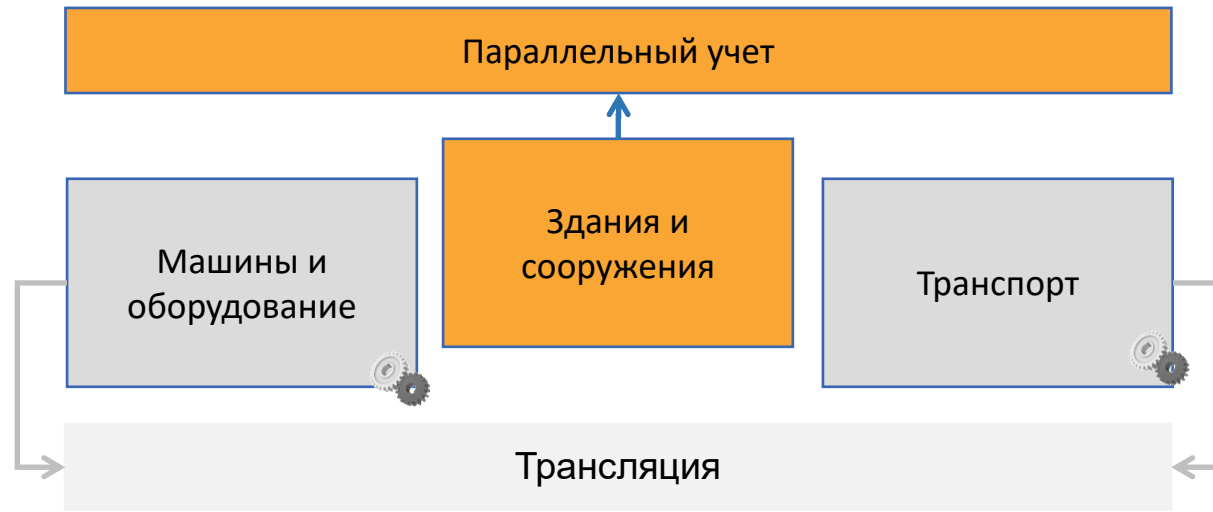 Параллельный учет
Машины и
оборудование
Здания и
сооружения
Транспорт
Трансляция